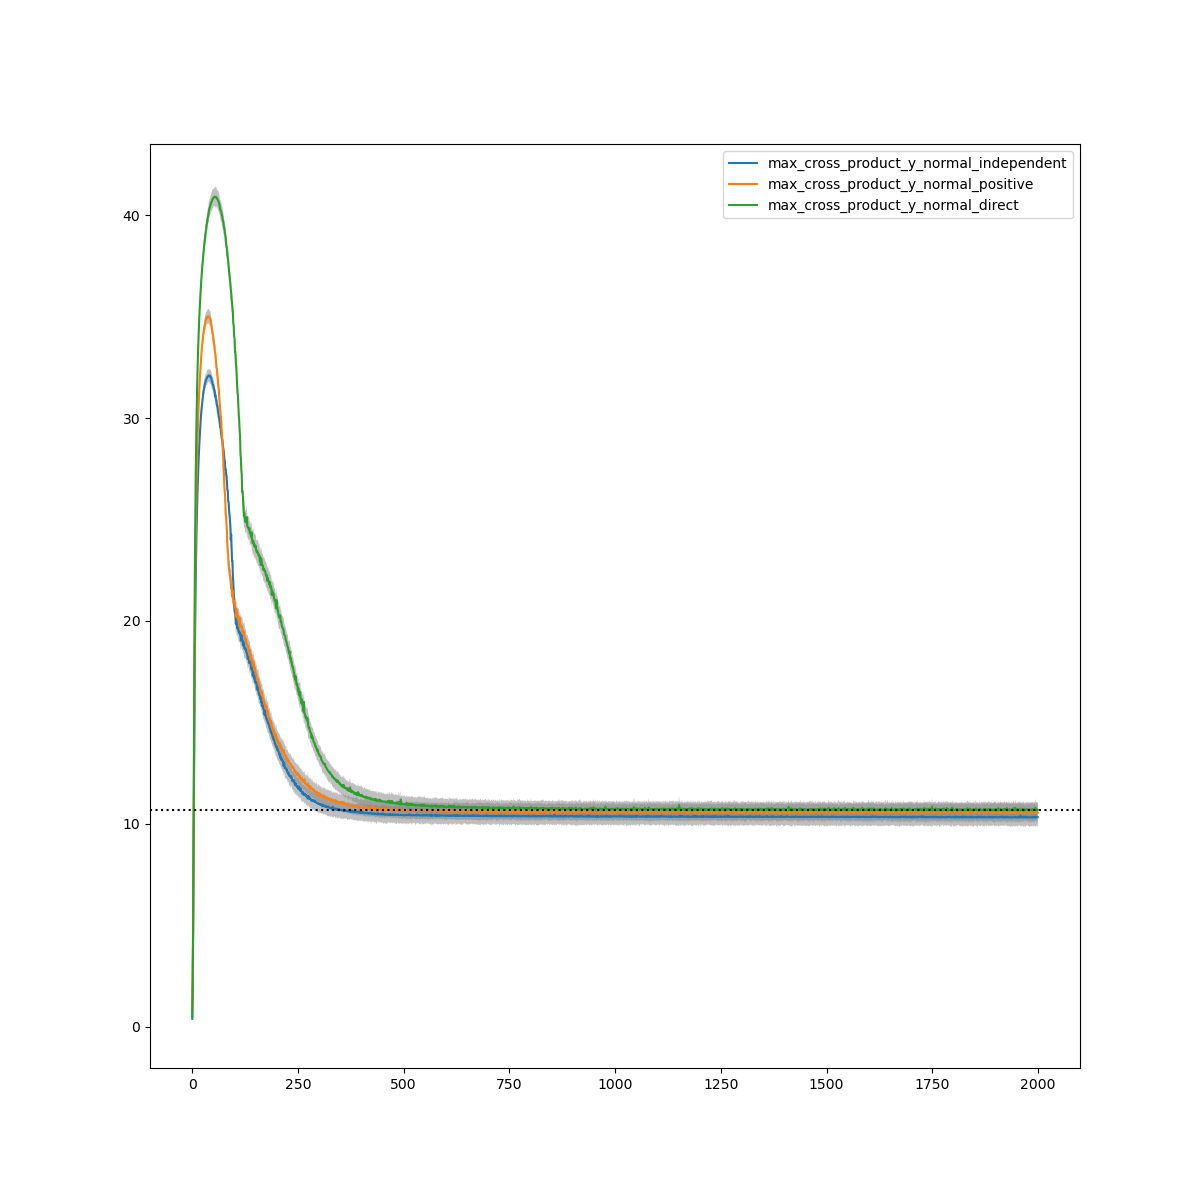 max_cross_product_y_normal_independent
max_cross_product_y_normal_positive
max_cross_product_y_normal_direct
40
30
20
10
0
0 250 500 750 1000 1250 1500 1750 2000